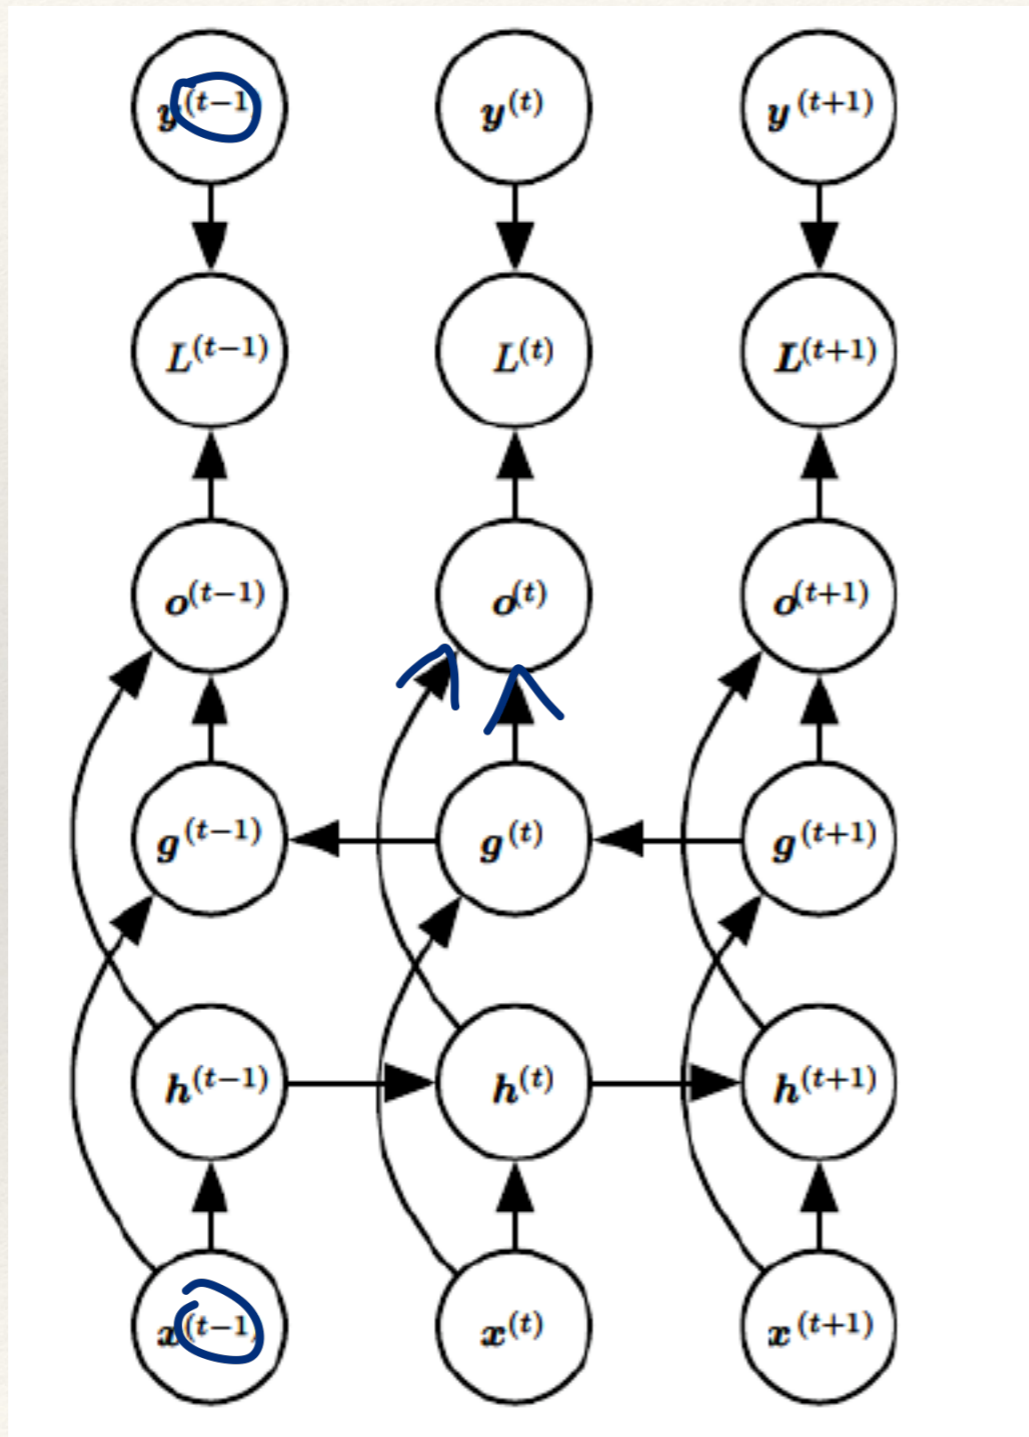 y(t−1) y(t) y(t+1)
L(t−1) L(t) L(t+1)
o(t−1) o(t) o(t+1)
g(t−1) g(t) g(t+1)
h(t−1) h(t) h(t+1)
x(t−1) x(t) x(t+1)